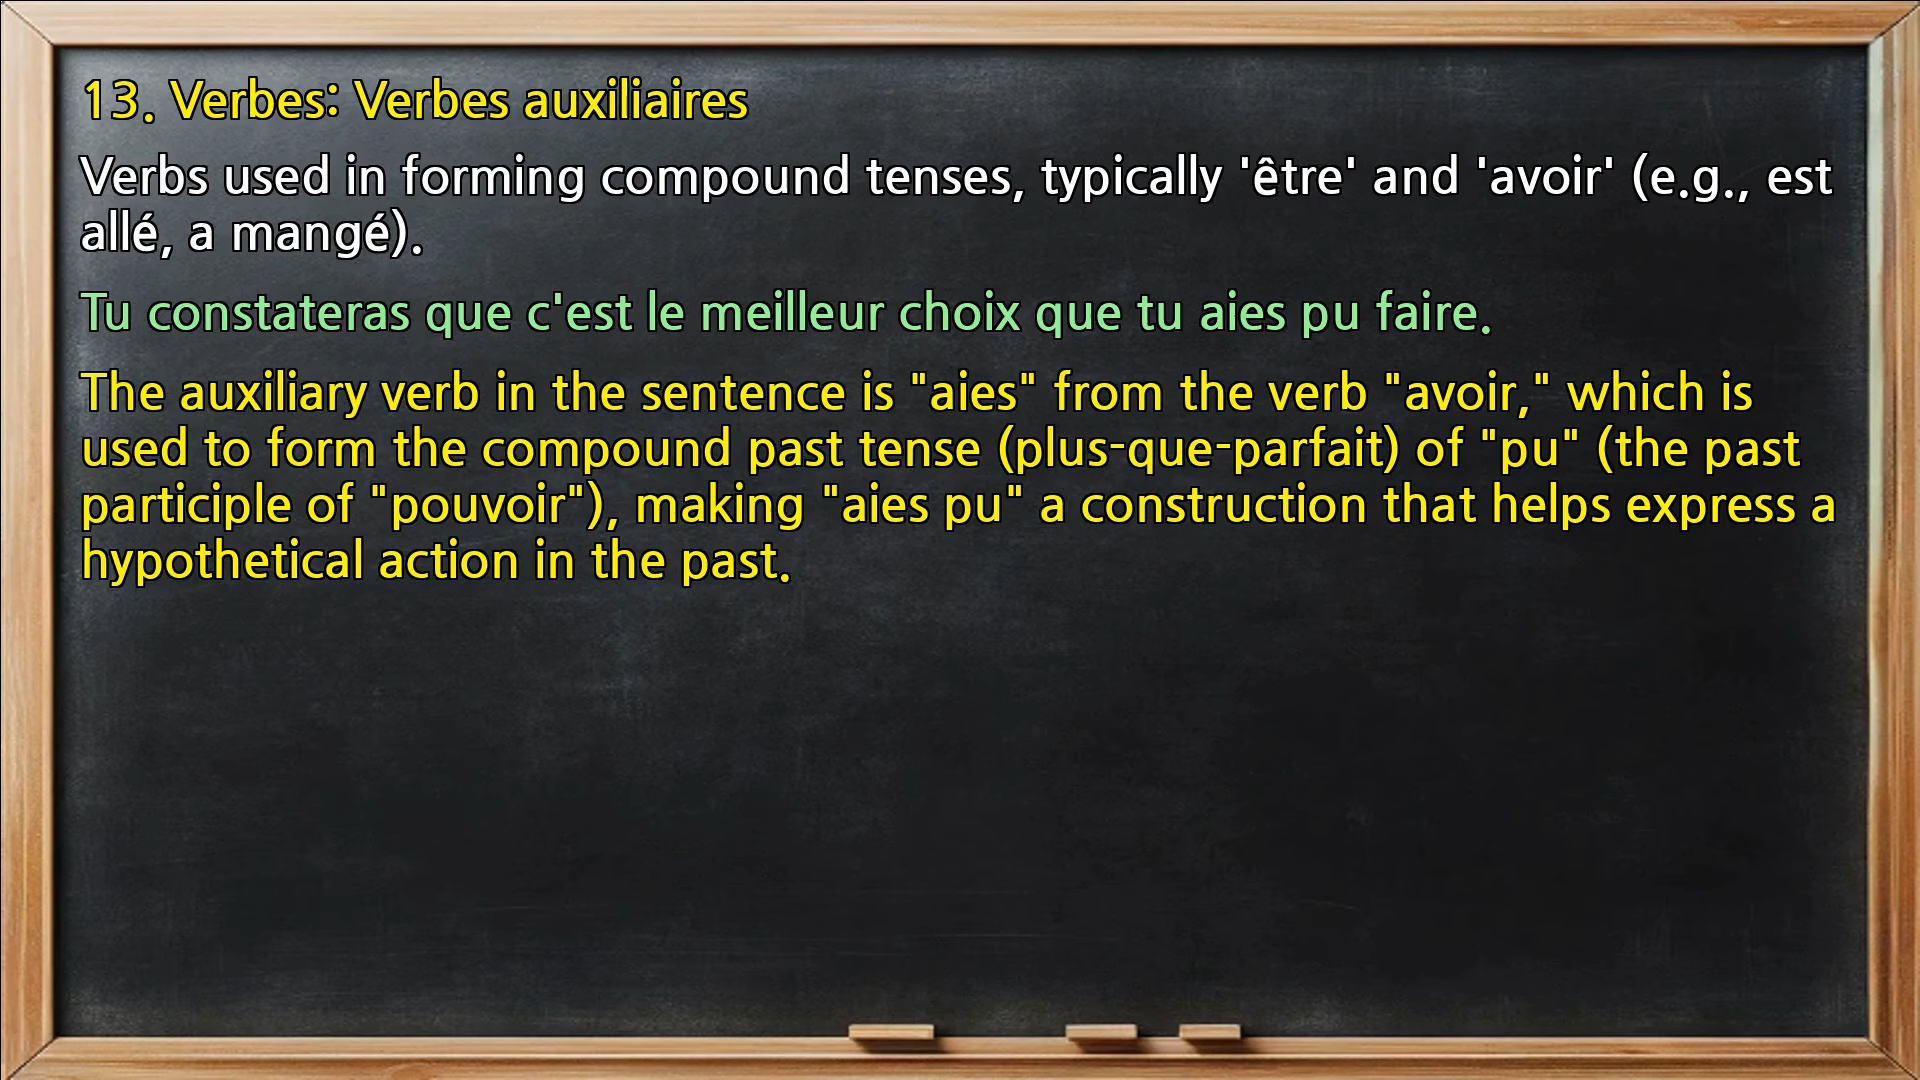 13. Verbes: Verbes auxiliaires
Verbs used in forming compound tenses, typically 'être' and 'avoir' (e.g., est
allé, a mangé).
Tu constateras que c'est le meilleur choix que tu aies pu faire.
The auxiliary verb in the sentence is "aies" from the verb "avoir," which is
used to form the compound past tense (plus-que-parfait) of "pu" (the past
participle of "pouvoir"), making "aies pu" a construction that helps express a
hypothetical action in the past.